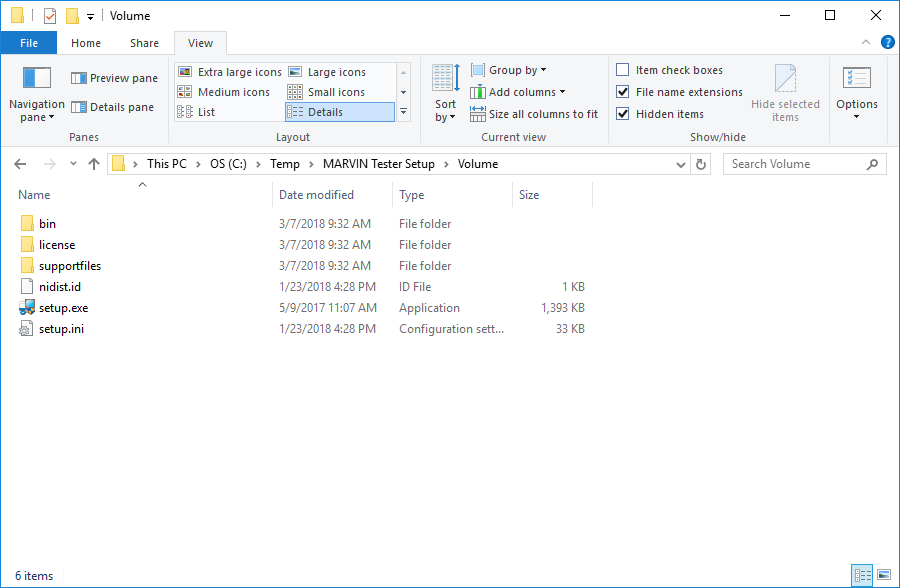 Volume
File Home Share View
Navigation pane
Preview pane
Details pane
Panes
Extra large icons Large icons
Medium icons Small icons
List Details
Layout
Sort by
Group by
Add columns
Size all columns to fit
Current view
Item check boxes
File name extensions
Hidden items
Hide selected items
Show/hide
Options
This PC > OS (C:) > Temp > MARVIN Tester Setup > Volume
Search Volume
Name Date modified Type Size
bin 3/7/2018 9:32 AM File folder
license 3/7/2018 9:32 AM File folder
supportfiles 3/7/2018 9:32 AM File folder
nidist.id 1/23/2018 4:28 PM ID File 1 KB
setup.exe 5/9/2017 11:07 AM Application 1,393 KB
setup.ini 1/23/2018 4:28 PM Configuration sett... 33 KB
6 items